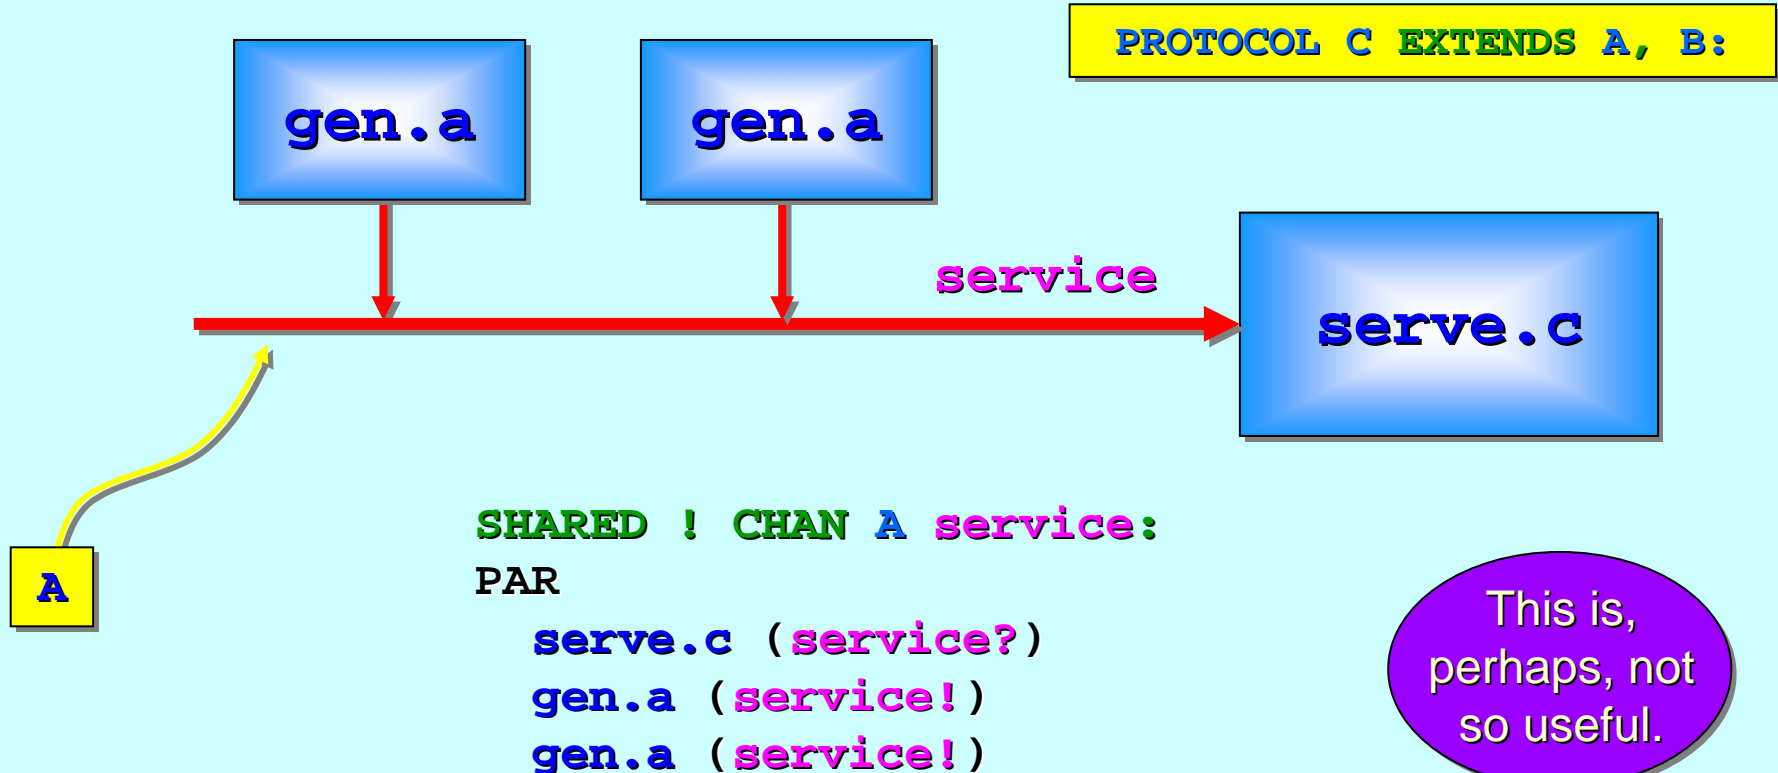 PROTOCOL C EXTENDS A, B:
gen.a
gen.a
service
serve.c
A
SHARED ! CHAN A service:
PAR
serve.c (service?)
gen.a (service!)
gen.a (service!)
This is,
perhaps, not
so useful.